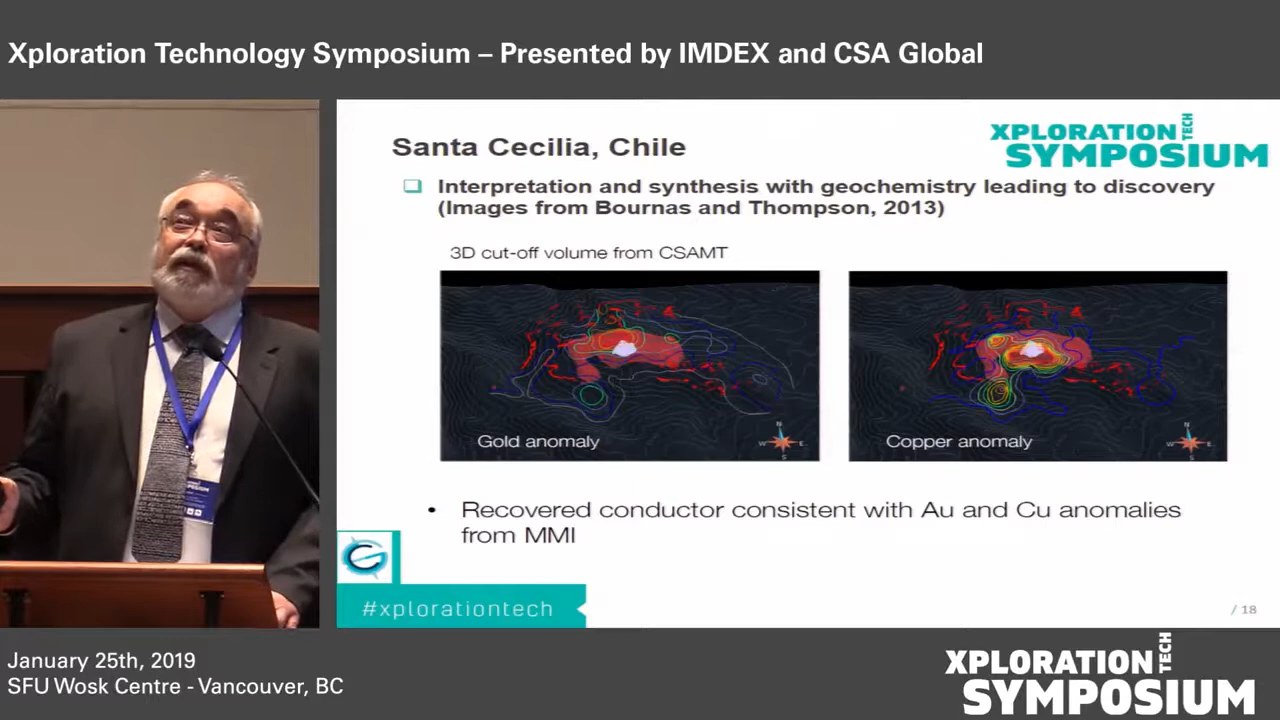 Xploration Technology Symposium – Presented by IMDEX and CSA Global
XPLORATION TECH
SYMPOSIUM
Santa Cecilia, Chile
Interpretation and synthesis with geochemistry leading to discovery
(Images from Bournas and Thompson, 2013)
3D cut-off volume from CSAMT
N
W E
S
Gold anomaly
N
W E
S
Copper anomaly
• Recovered conductor consistent with Au and Cu anomalies
from MMI
#xplorationtech
/ 18
SYMPOSIUM
January 25th, 2019
SFU Wosk Centre - Vancouver, BC
XPLORATION TECH
SYMPOSIUM